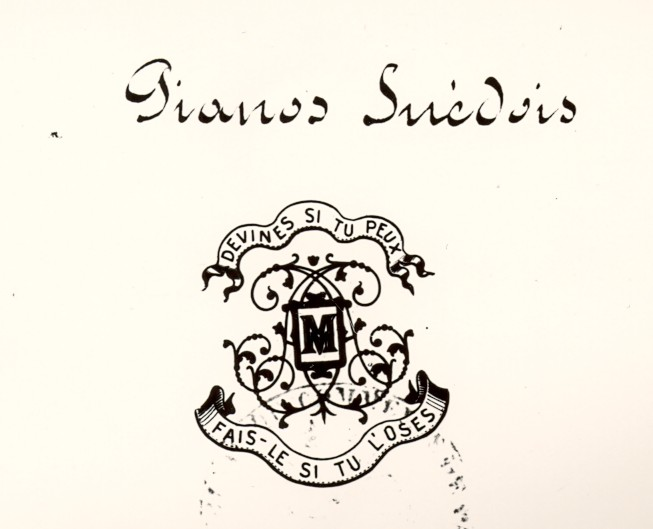 Pianos Suédois
DEVINES SI TU PEUX
M
FAIS-LE SI TU L'OSES